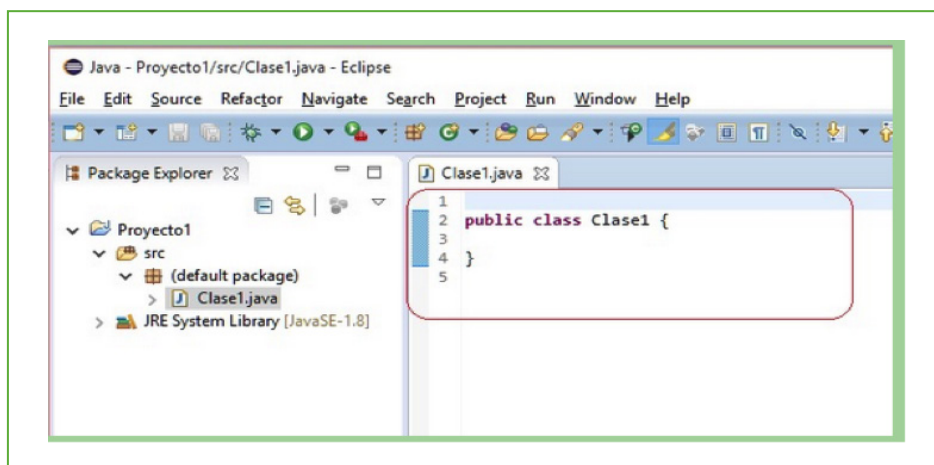 Java - Proyecto1/src/Clase1.java - Eclipse
File Edit Source Refactor Navigate Search Project Run Window Help
Package Explorer
Proyecto1
src
(default package)
Clase1.java
JRE System Library [JavaSE-1.8]
Clase1.java
1
2 public class Clase1 {
3
4 }
5